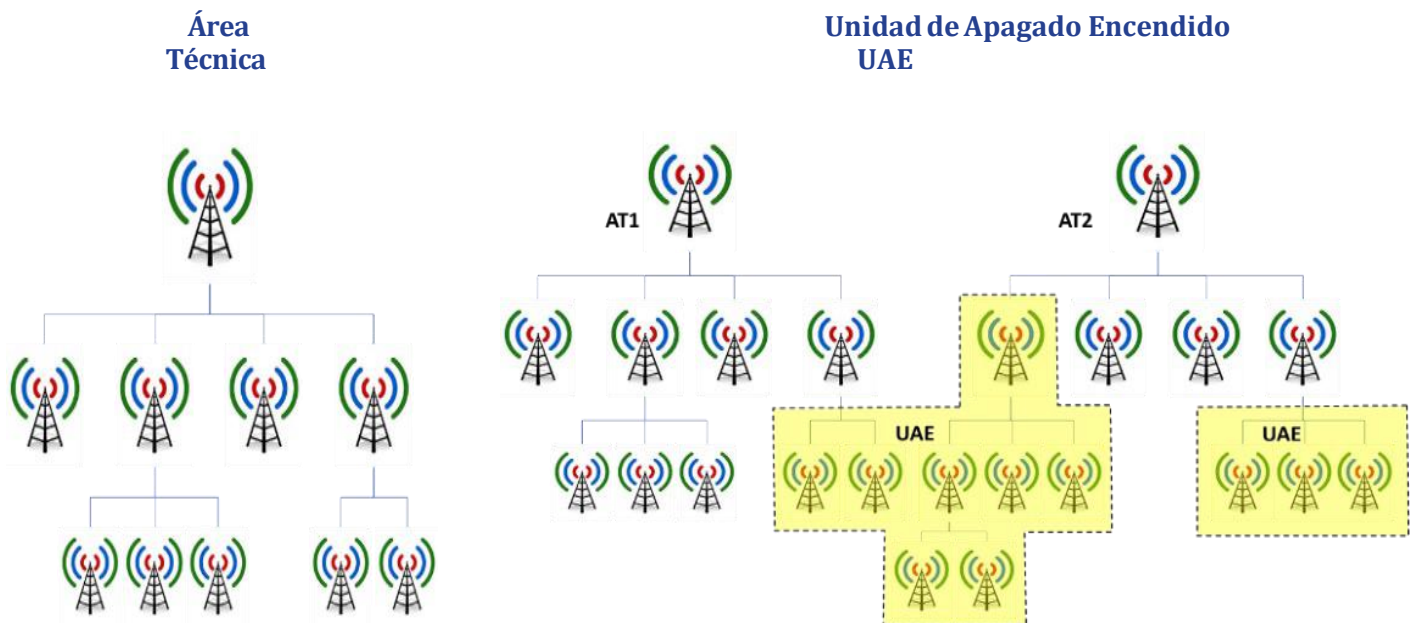 Área
Técnica
Unidad de Apagado Encendido
UAE
AT1
AT2
UAE
UAE